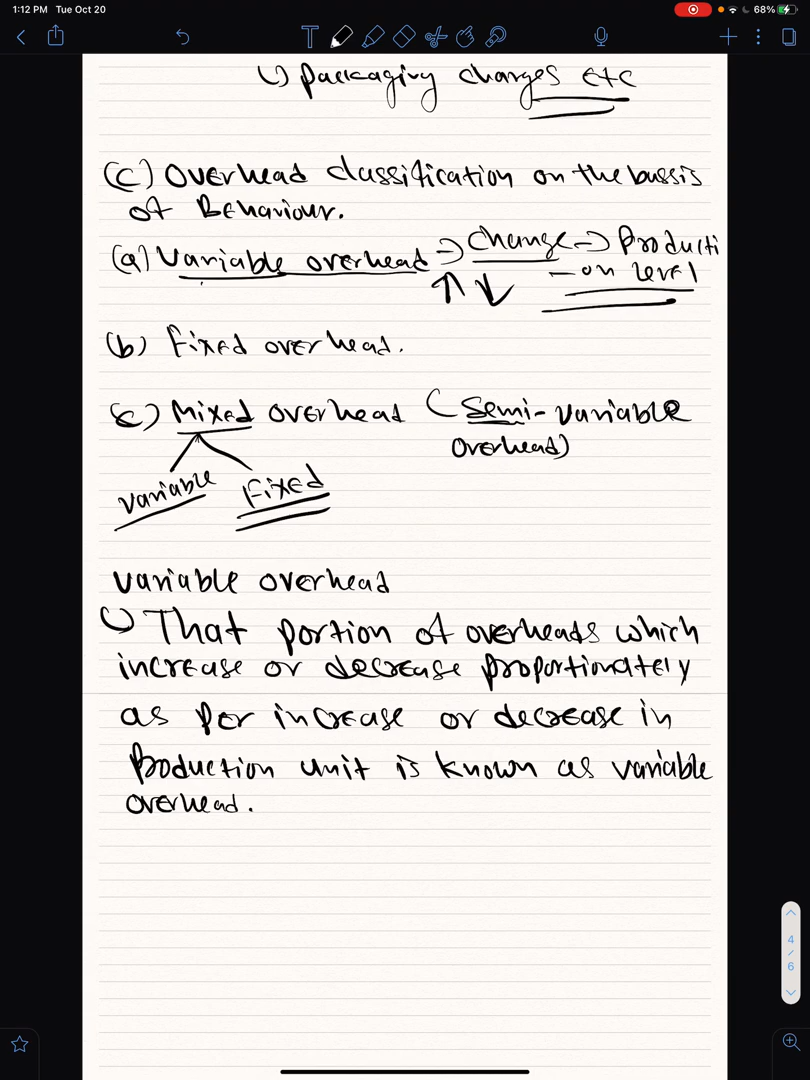 1:12 PM Tue Oct 20
68%
↳ Packaging charges etc
(C) Overhead classification on the bassis
of Behaviour.
(a) Variable overhead → Change → Producti
-on level
↑ ↓
(b) Fixed overhead.
(c) Mixed overhead (Semi-variable
overhead)
variable Fixed
variable overhead
↳ That portion of overheads which
increase or decrease proportionately
as per increase or decrease in
Production unit is known as variable
overhead.
4
/
6